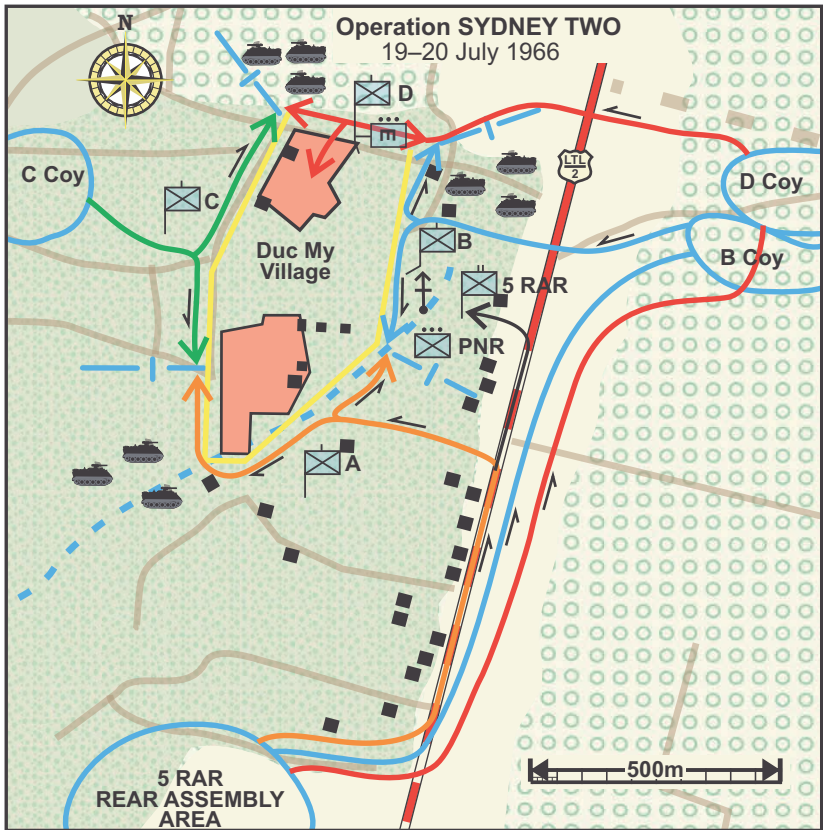 Operation SYDNEY TWO
19–20 July 1966
N
D
E
C Coy
C
LTL
2
D Coy
B Coy
Duc My
Village
B
5 RAR
PNR
A
500m
5 RAR
REAR ASSEMBLY
AREA